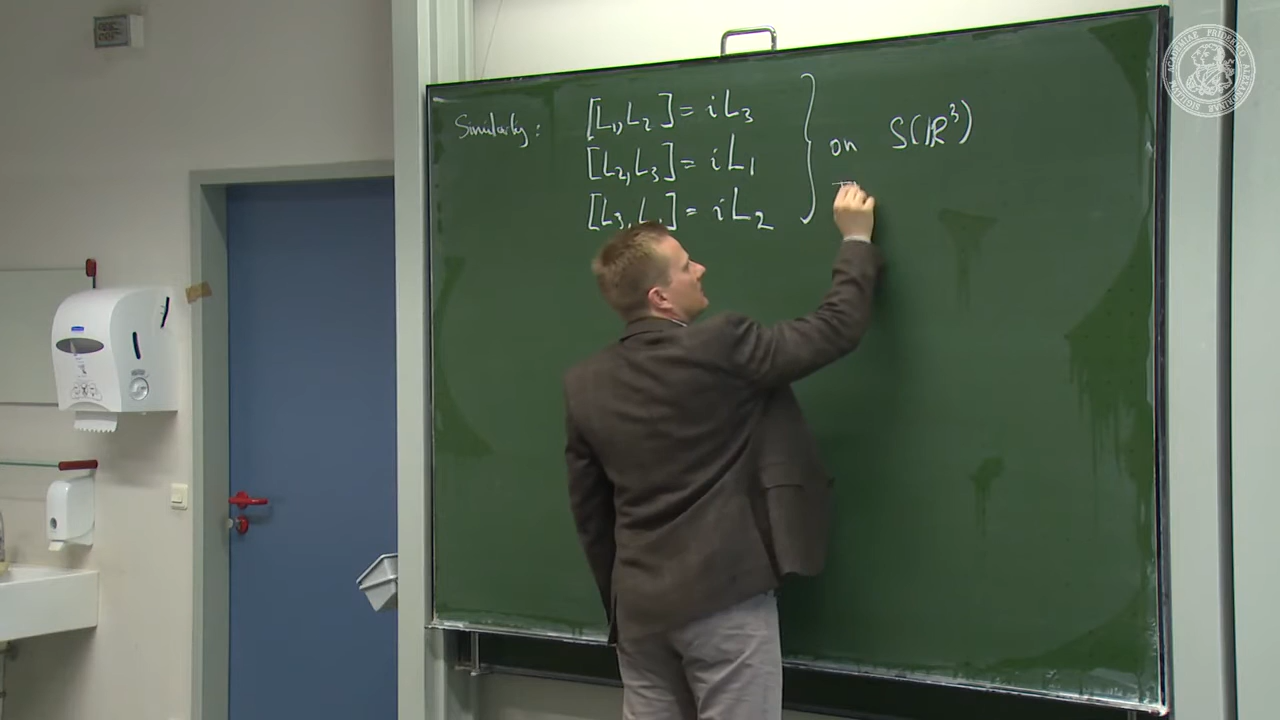 Similarly: [L₁,L₂] = iL₃
[L₂,L₃] = iL₁ } on S(ℝ³)
[L₃,L₁] = iL₂